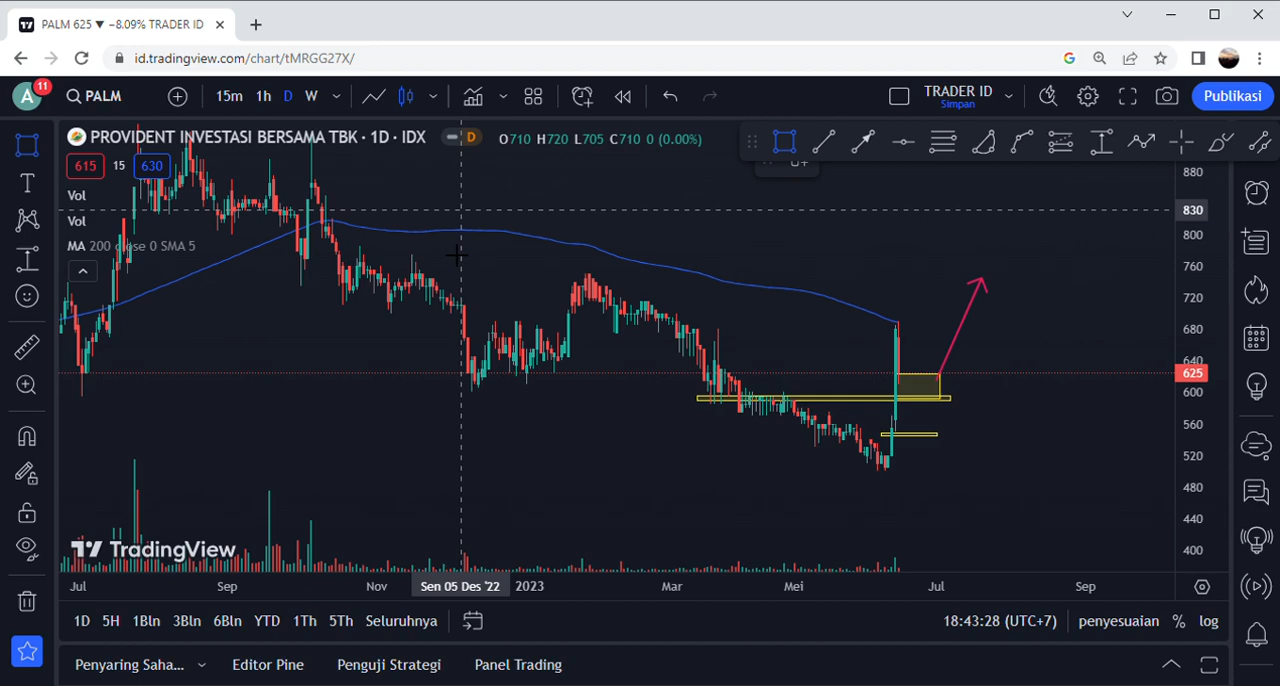 PALM 625 ▼ −8.09% TRADER ID
id.tradingview.com/chart/tMRGG27X/
A 11
PALM
15m 1h D W
TRADER ID
Simpan
Publikasi
PROVIDENT INVESTASI BERSAMA TBK · 1D · IDX
D
O710 H720 L705 C710 0 (0.00%)
615 15 630
Vol
Vol
MA 200 close 0 SMA 5
880
830
800
760
720
680
640
625
600
560
520
480
440
400
TradingView
Jul Sep Nov Sen 05 Des '22 2023 Mar Mei Jul Sep
1D 5H 1Bln 3Bln 6Bln YTD 1Th 5Th Seluruhnya
18:43:28 (UTC+7) penyesuaian % log
Penyaring Saha... Editor Pine Penguji Strategi Panel Trading